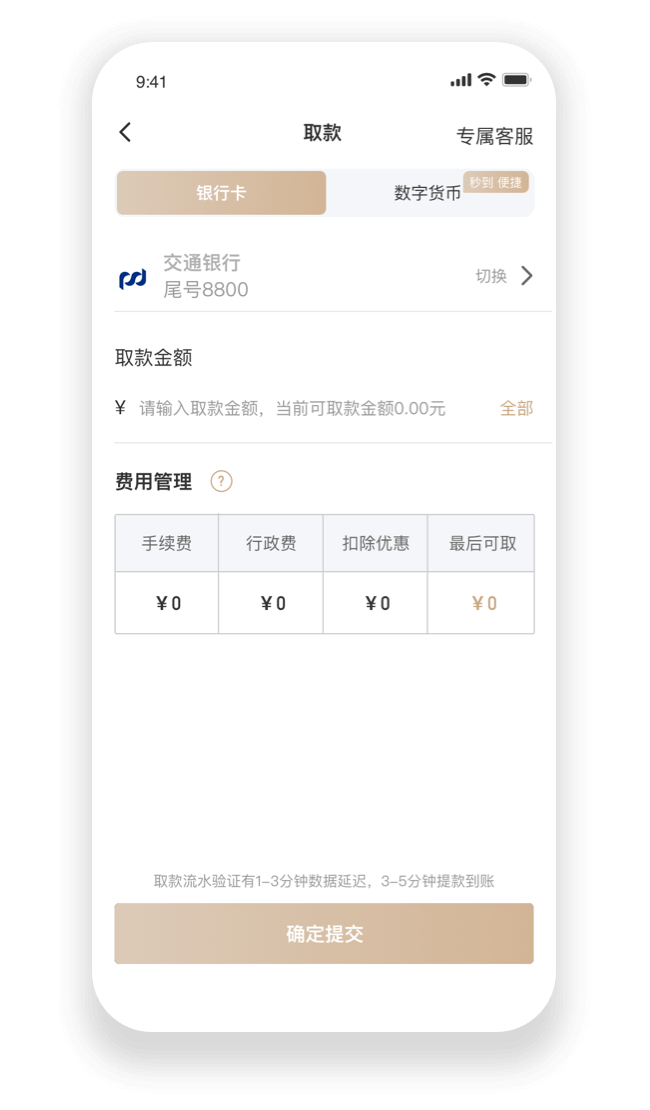 9:41
取款
专属客服
银行卡
数字货币
秒到 便捷
交通银行
尾号8800
切换
取款金额
¥ 请输入取款金额，当前可取款金额0.00元 全部
费用管理 ?
手续费 行政费 扣除优惠 最后可取
¥0 ¥0 ¥0 ¥0
取款流水验证有1–3分钟数据延迟，3–5分钟提款到账
确定提交